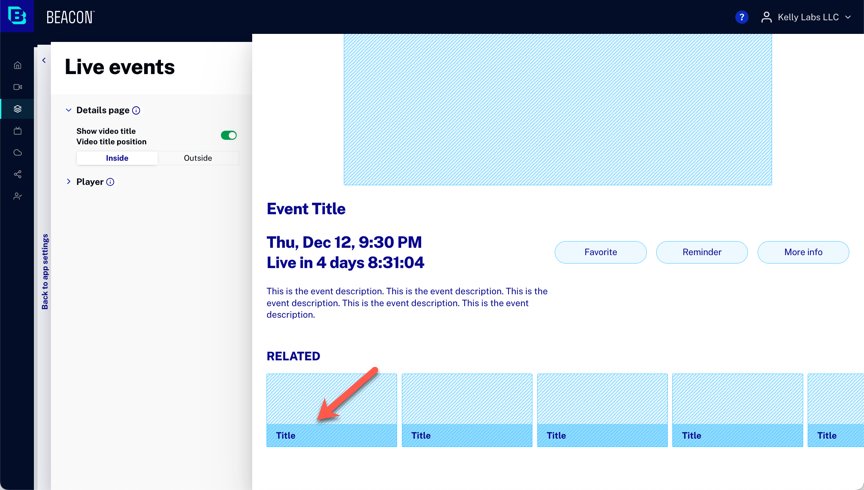 BEACON
?
Kelly Labs LLC
Live events
Details page
Show video title
Video title position
Inside
Outside
Player
Back to app settings
Event Title
Thu, Dec 12, 9:30 PM
Live in 4 days 8:31:04
Favorite
Reminder
More info
This is the event description. This is the event description. This is the
event description. This is the event description. This is the event
description.
RELATED
Title
Title
Title
Title
Title